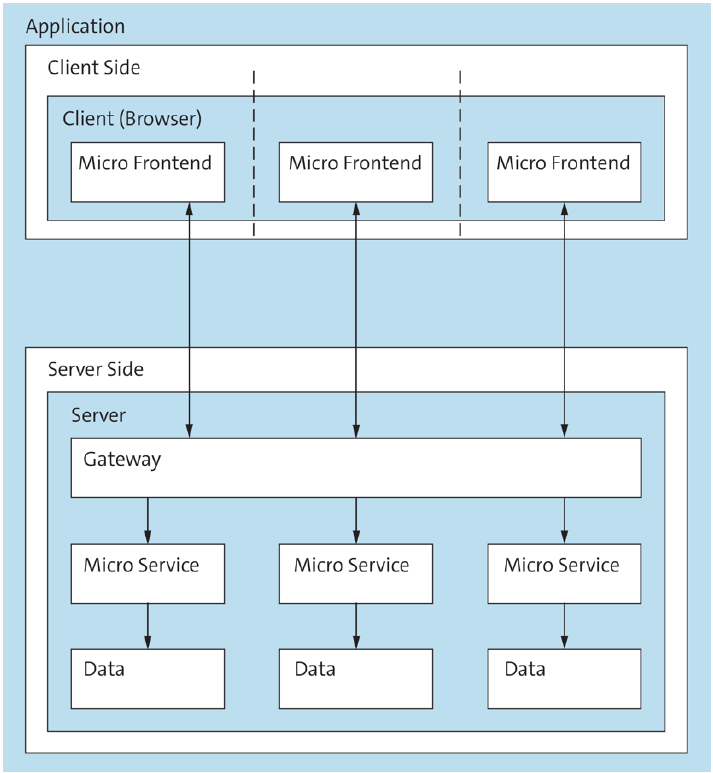 Application
Client Side
Client (Browser)
Micro Frontend
Micro Frontend
Micro Frontend
Server Side
Server
Gateway
Micro Service
Micro Service
Micro Service
Data
Data
Data